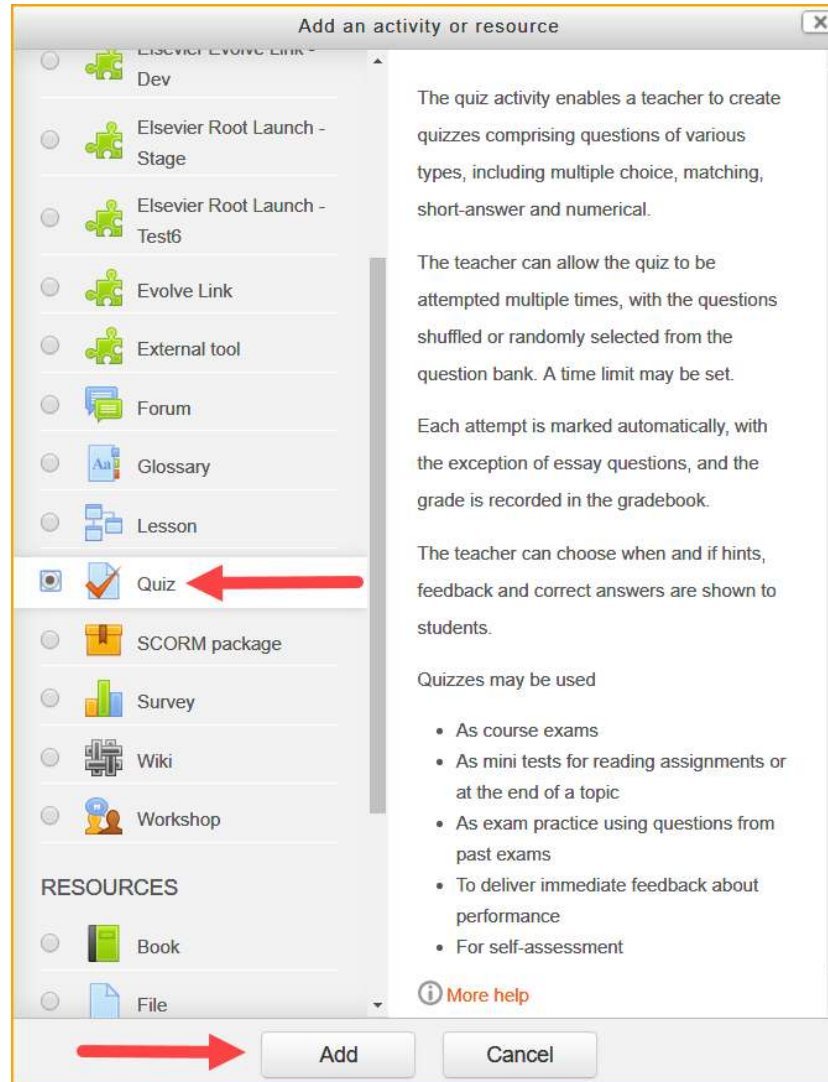 Add an activity or resource
Elsevier Evolve Link -
Dev
Elsevier Root Launch -
Stage
Elsevier Root Launch -
Test6
Evolve Link
External tool
Forum
Aa
Glossary
Lesson
Quiz
SCORM package
Survey
Wiki
Workshop
RESOURCES
Book
File
The quiz activity enables a teacher to create
quizzes comprising questions of various
types, including multiple choice, matching,
short-answer and numerical.
The teacher can allow the quiz to be
attempted multiple times, with the questions
shuffled or randomly selected from the
question bank. A time limit may be set.
Each attempt is marked automatically, with
the exception of essay questions, and the
grade is recorded in the gradebook.
The teacher can choose when and if hints,
feedback and correct answers are shown to
students.
Quizzes may be used
• As course exams
• As mini tests for reading assignments or
at the end of a topic
• As exam practice using questions from
past exams
• To deliver immediate feedback about
performance
• For self-assessment
More help
Add
Cancel